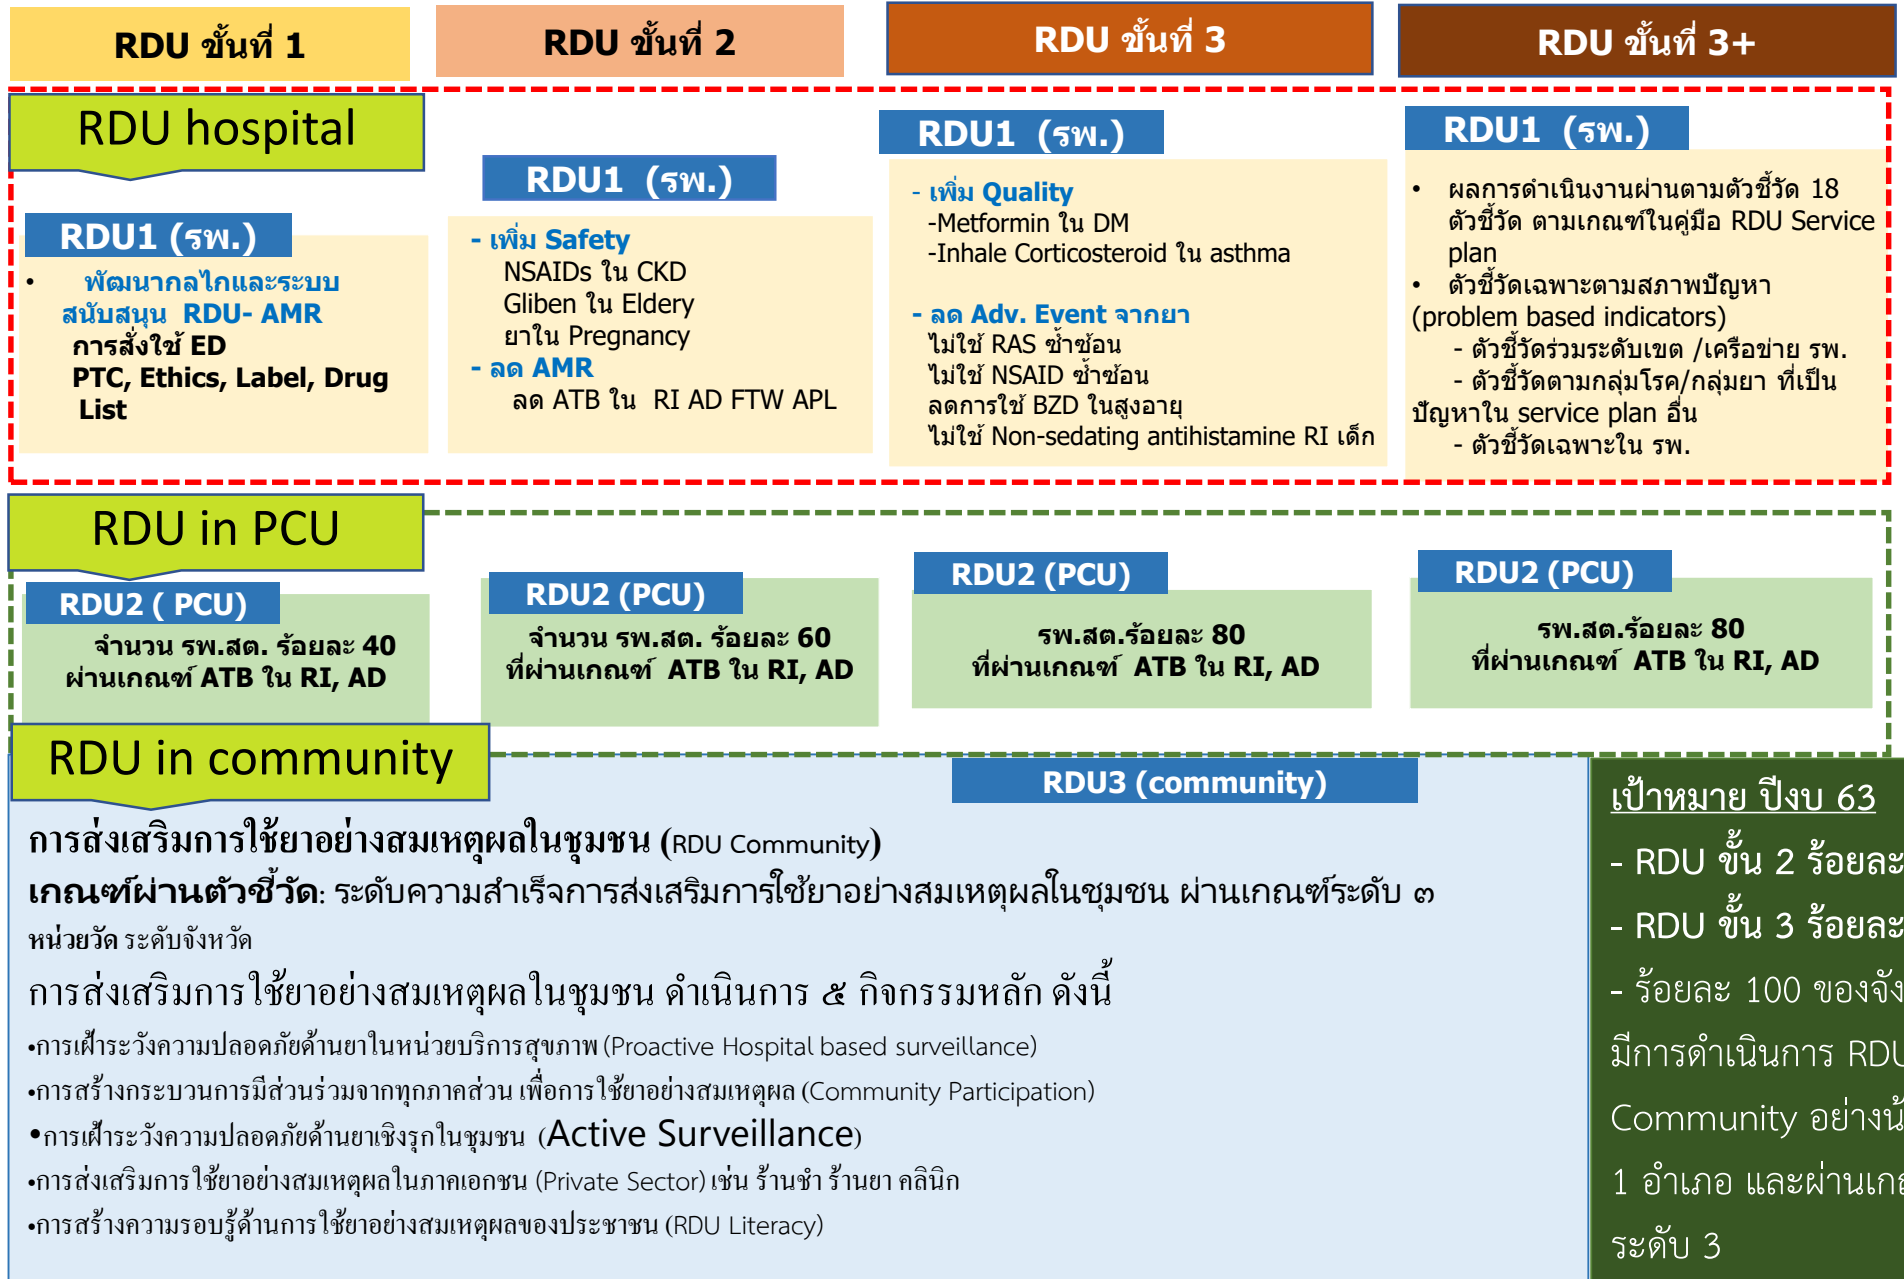 RDU ขั้นที่ 1
RDU ขั้นที่ 2
RDU ขั้นที่ 3
RDU ขั้นที่ 3+
RDU hospital
RDU1 (รพ.)
• พัฒนากลไกและระบบ
สนับสนุน RDU- AMR
การสั่งใช้ ED
PTC, Ethics, Label, Drug
List
RDU1 (รพ.)
- เพิ่ม Safety
NSAIDs ใน CKD
Gliben ใน Eldery
ยาใน Pregnancy
- ลด AMR
ลด ATB ใน RI AD FTW APL
RDU1 (รพ.)
- เพิ่ม Quality
-Metformin ใน DM
-Inhale Corticosteroid ใน asthma
- ลด Adv. Event จากยา
ไม่ใช้ RAS ซ้ำซ้อน
ไม่ใช้ NSAID ซ้ำซ้อน
ลดการใช้ BZD ในสูงอายุ
ไม่ใช้ Non-sedating antihistamine RI เด็ก
RDU1 (รพ.)
• ผลการดำเนินงานผ่านตามตัวชี้วัด 18
ตัวชี้วัด ตามเกณฑ์ในคู่มือ RDU Service
plan
• ตัวชี้วัดเฉพาะตามสภาพปัญหา
(problem based indicators)
- ตัวชี้วัดร่วมระดับเขต /เครือข่าย รพ.
- ตัวชี้วัดตามกลุ่มโรค/กลุ่มยา ที่เป็น
ปัญหาใน service plan อื่น
- ตัวชี้วัดเฉพาะใน รพ.
RDU in PCU
RDU2 ( PCU)
จำนวน รพ.สต. ร้อยละ 40
ผ่านเกณฑ์ ATB ใน RI, AD
RDU2 (PCU)
จำนวน รพ.สต. ร้อยละ 60
ที่ผ่านเกณฑ์ ATB ใน RI, AD
RDU2 (PCU)
รพ.สต.ร้อยละ 80
ที่ผ่านเกณฑ์ ATB ใน RI, AD
RDU2 (PCU)
รพ.สต.ร้อยละ 80
ที่ผ่านเกณฑ์ ATB ใน RI, AD
RDU in community
RDU3 (community)
การส่งเสริมการใช้ยาอย่างสมเหตุผลในชุมชน (RDU Community)
เกณฑ์ผ่านตัวชี้วัด: ระดับความสำเร็จการส่งเสริมการใช้ยาอย่างสมเหตุผลในชุมชน ผ่านเกณฑ์ระดับ ๓
หน่วยวัด ระดับจังหวัด
การส่งเสริมการใช้ยาอย่างสมเหตุผลในชุมชน ดำเนินการ ๕ กิจกรรมหลัก ดังนี้
•การเฝ้าระวังความปลอดภัยด้านยาในหน่วยบริการสุขภาพ (Proactive Hospital based surveillance)
•การสร้างกระบวนการมีส่วนร่วมจากทุกภาคส่วน เพื่อการใช้ยาอย่างสมเหตุผล (Community Participation)
•การเฝ้าระวังความปลอดภัยด้านยาเชิงรุกในชุมชน (Active Surveillance)
•การส่งเสริมการใช้ยาอย่างสมเหตุผลในภาคเอกชน (Private Sector) เช่น ร้านชำ ร้านยา คลินิก
•การสร้างความรอบรู้ด้านการใช้ยาอย่างสมเหตุผลของประชาชน (RDU Literacy)
เป้าหมาย ปีงบ 63
- RDU ขั้น 2 ร้อยละ
- RDU ขั้น 3 ร้อยละ
- ร้อยละ 100 ของ
มีการดำเนินการ RDU
Community
1 อำเภอ
ระดับ 3